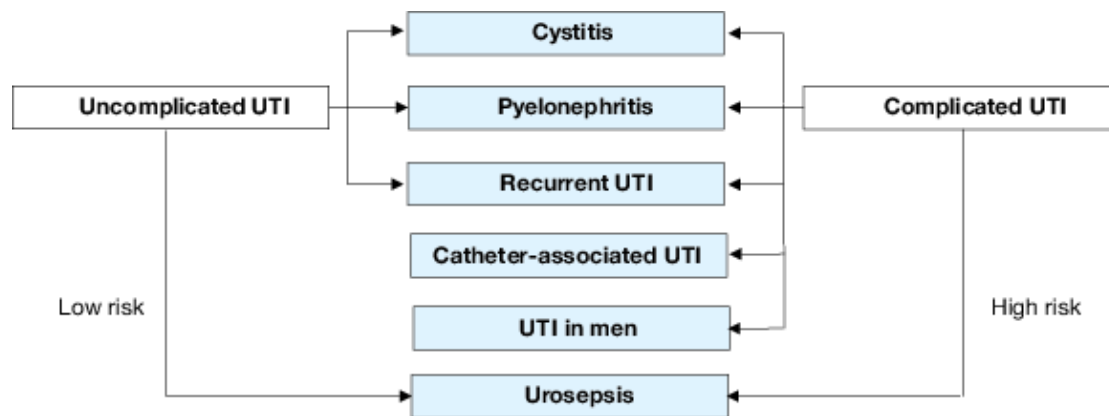 Cystitis
Uncomplicated UTI
Pyelonephritis
Complicated UTI
Recurrent UTI
Catheter-associated UTI
Low risk
High risk
UTI in men
Urosepsis